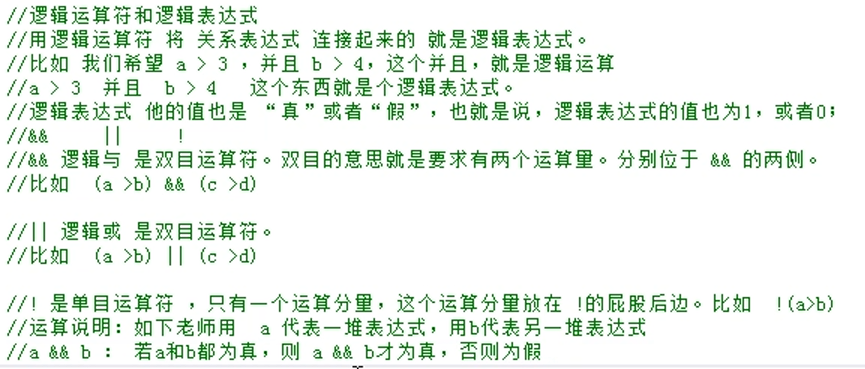 //逻辑运算符和逻辑表达式
//用逻辑运算符 将 关系表达式 连接起来的 就是逻辑表达式。
//比如 我们希望 a > 3 ，并且 b > 4，这个并且，就是逻辑运算
//a > 3 并且 b > 4 这个东西就是个逻辑表达式。
//逻辑表达式 他的值也是 “真”或者“假”，也就是说，逻辑表达式的值也为1，或者0；
//&& || !
//&& 逻辑与 是双目运算符。双目的意思就是要求有两个运算量。分别位于 && 的两侧。
//比如 (a >b) && (c >d)
//|| 逻辑或 是双目运算符。
//比如 (a >b) || (c >d)
//! 是单目运算符 ，只有一个运算分量，这个运算分量放在 !的屁股后边。比如 !(a>b)
//运算说明：如下老师用 a 代表一堆表达式，用b代表另一堆表达式
//a && b : 若a和b都为真，则 a && b才为真，否则为假